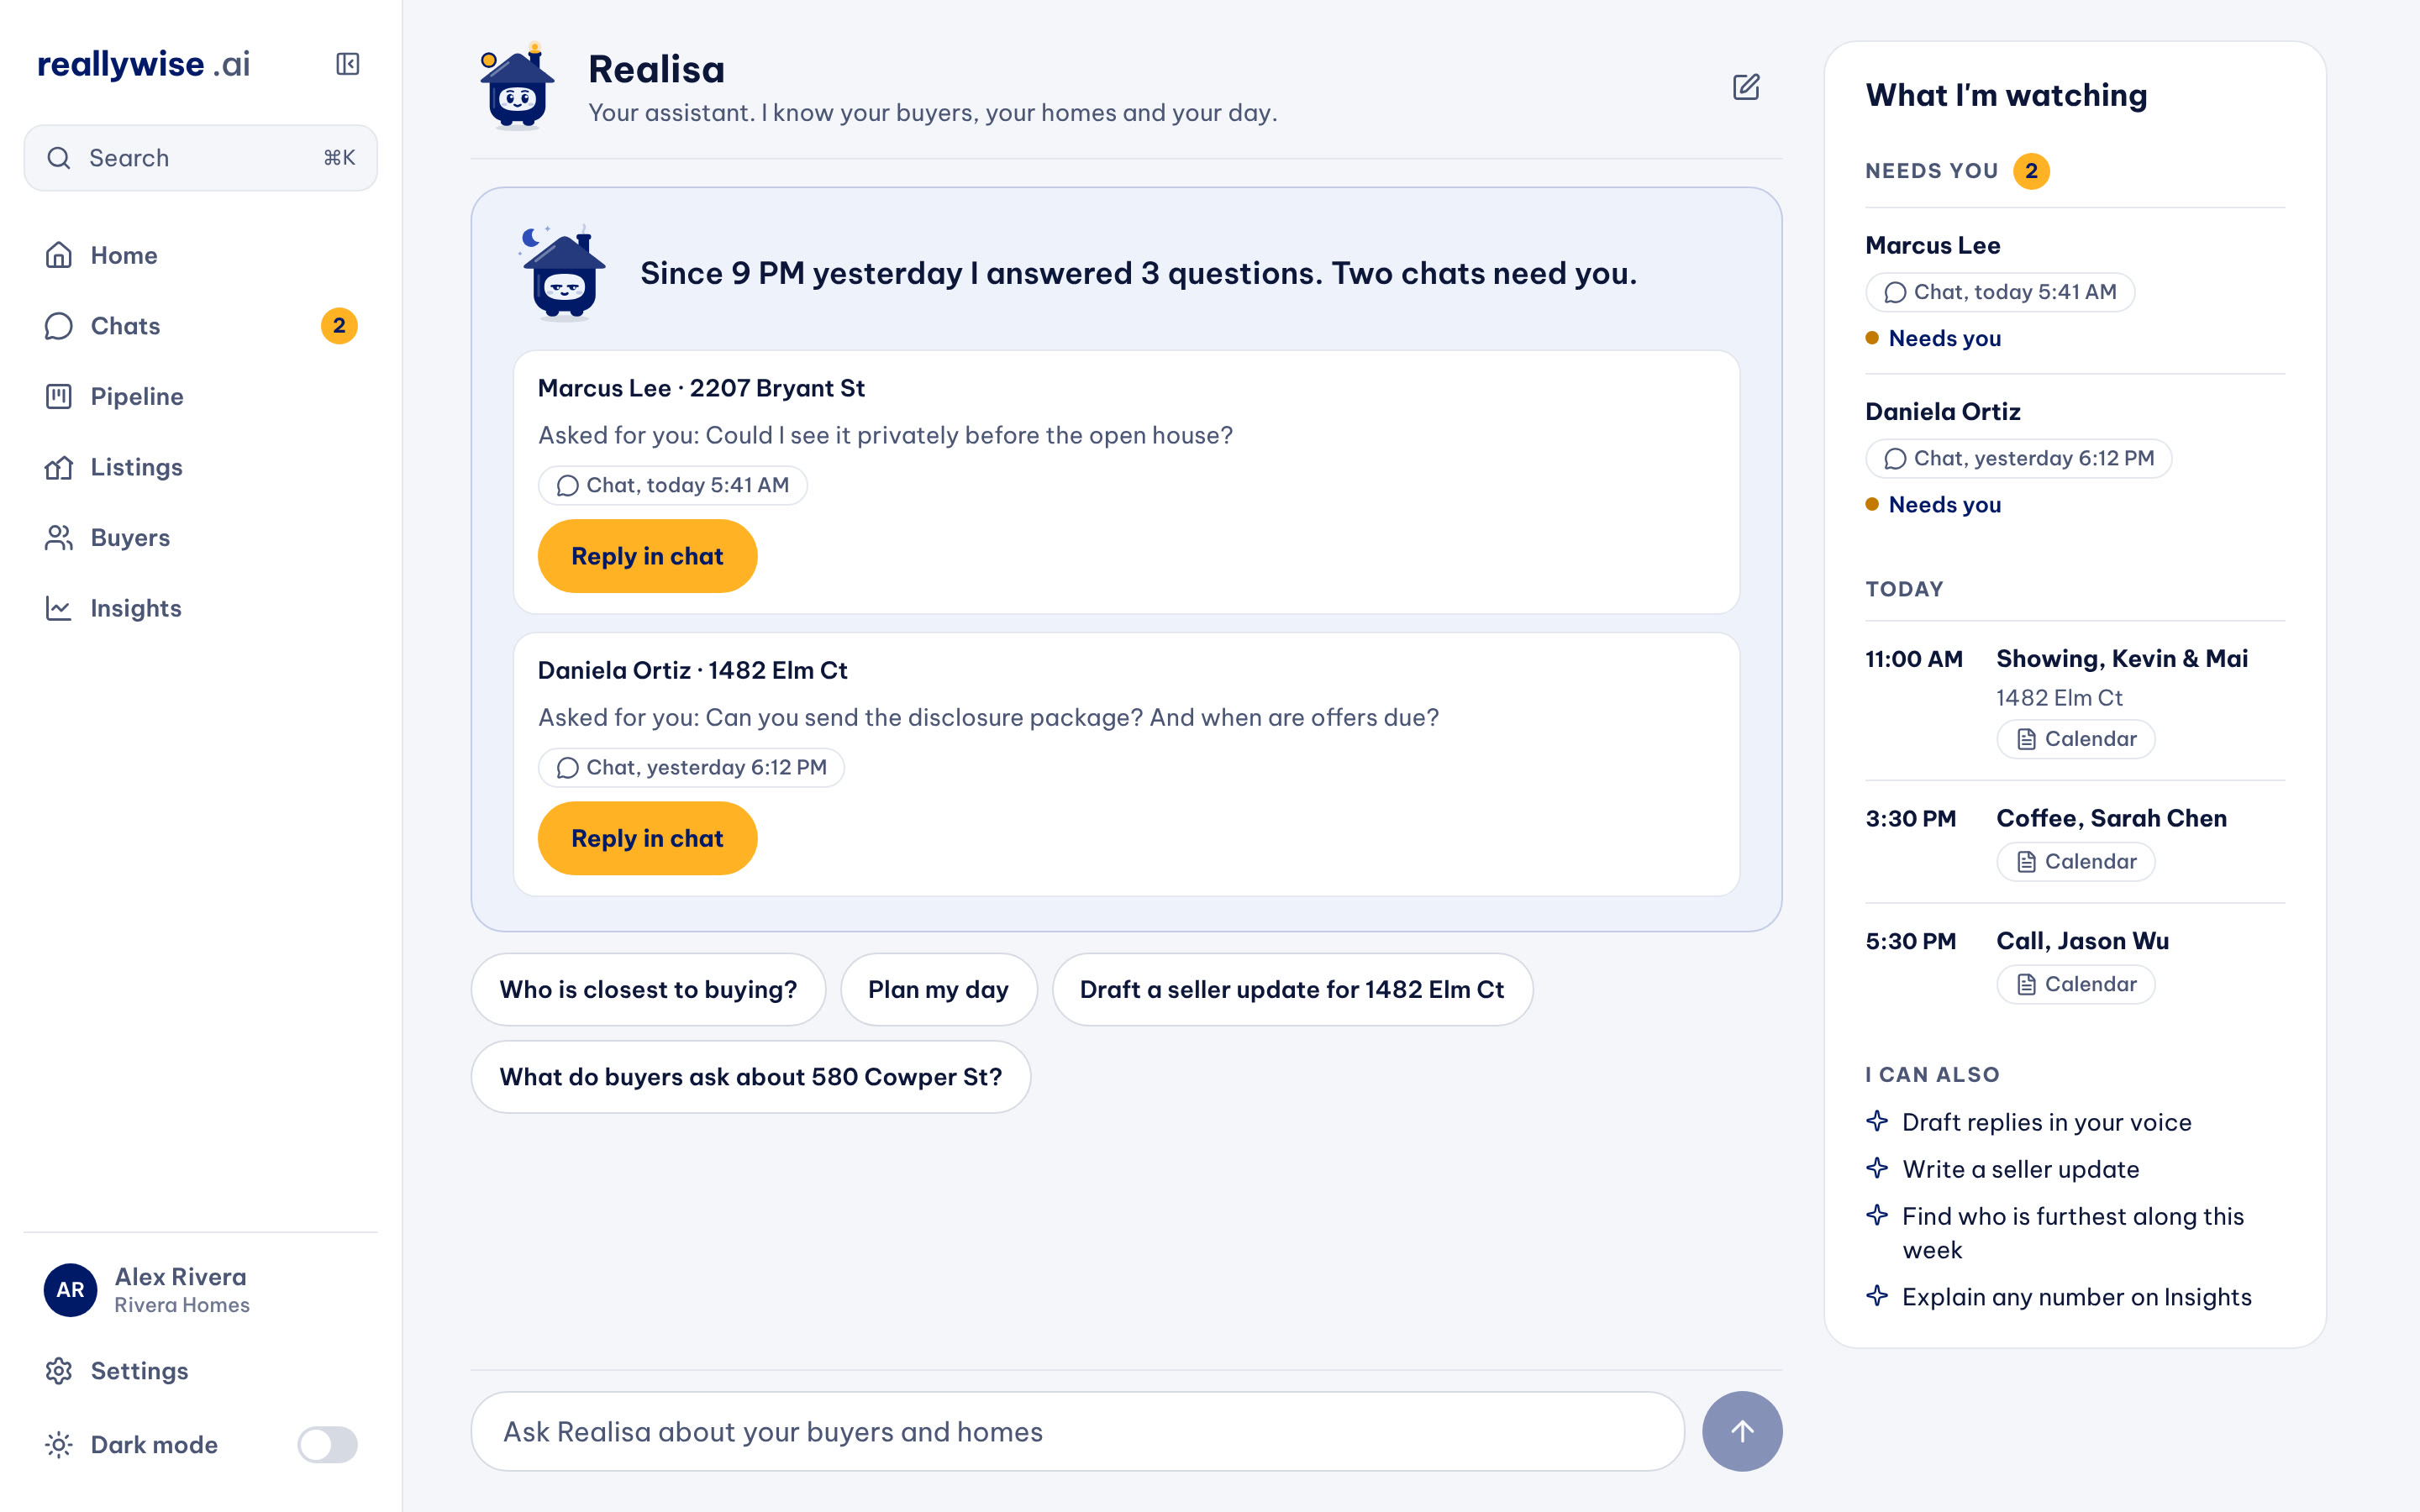 reallywise .ai
Search ⌘K
Home
Chats 2
Pipeline
Listings
Buyers
Insights
AR
Alex Rivera
Rivera Homes
Settings
Dark mode
Realisa
Your assistant. I know your buyers, your homes and your day.
Since 9 PM yesterday I answered 3 questions. Two chats need you.
Marcus Lee · 2207 Bryant St
Asked for you: Could I see it privately before the open house?
Chat, today 5:41 AM
Reply in chat
Daniela Ortiz · 1482 Elm Ct
Asked for you: Can you send the disclosure package? And when are offers due?
Chat, yesterday 6:12 PM
Reply in chat
Who is closest to buying?
Plan my day
Draft a seller update for 1482 Elm Ct
What do buyers ask about 580 Cowper St?
Ask Realisa about your buyers and homes
What I'm watching
NEEDS YOU 2
Marcus Lee
Chat, today 5:41 AM
Needs you
Daniela Ortiz
Chat, yesterday 6:12 PM
Needs you
TODAY
11:00 AM Showing, Kevin & Mai
1482 Elm Ct
Calendar
3:30 PM Coffee, Sarah Chen
Calendar
5:30 PM Call, Jason Wu
Calendar
I CAN ALSO
Draft replies in your voice
Write a seller update
Find who is furthest along this
week
Explain any number on Insights